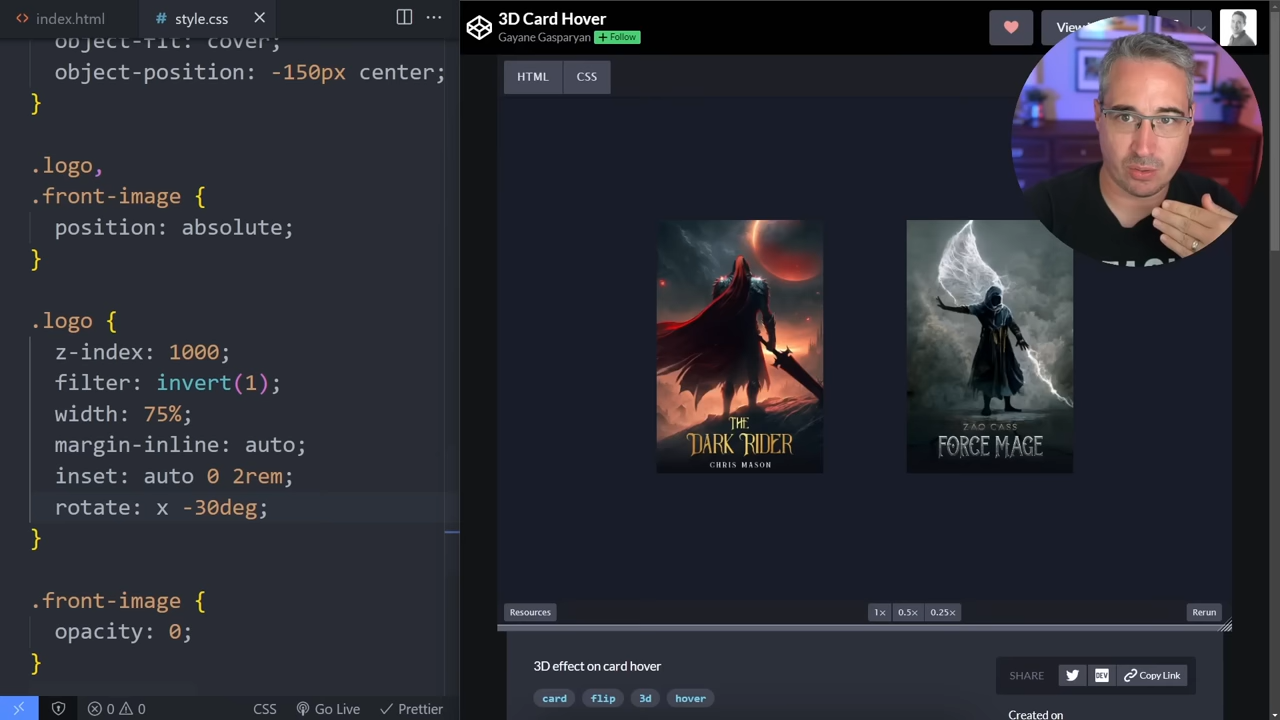 index.html
style.css
object-fit: cover;
object-position: -150px center;
}
.logo,
.front-image {
position: absolute;
}
.logo {
z-index: 1000;
filter: invert(1);
width: 75%;
margin-inline: auto;
inset: auto 0 2rem;
rotate: x -30deg;
}
.front-image {
opacity: 0;
}
0 0
CSS
Go Live
Prettier
3D Card Hover
Gayane Gasparyan
+ Follow
HTML
CSS
THE
DARK RIDER
CHRIS MASON
ZAO CASS
FORCE MAGE
Resources
1×
0.5×
0.25×
Rerun
3D effect on card hover
card
flip
3d
hover
SHARE
DEV
Copy Link
Created on